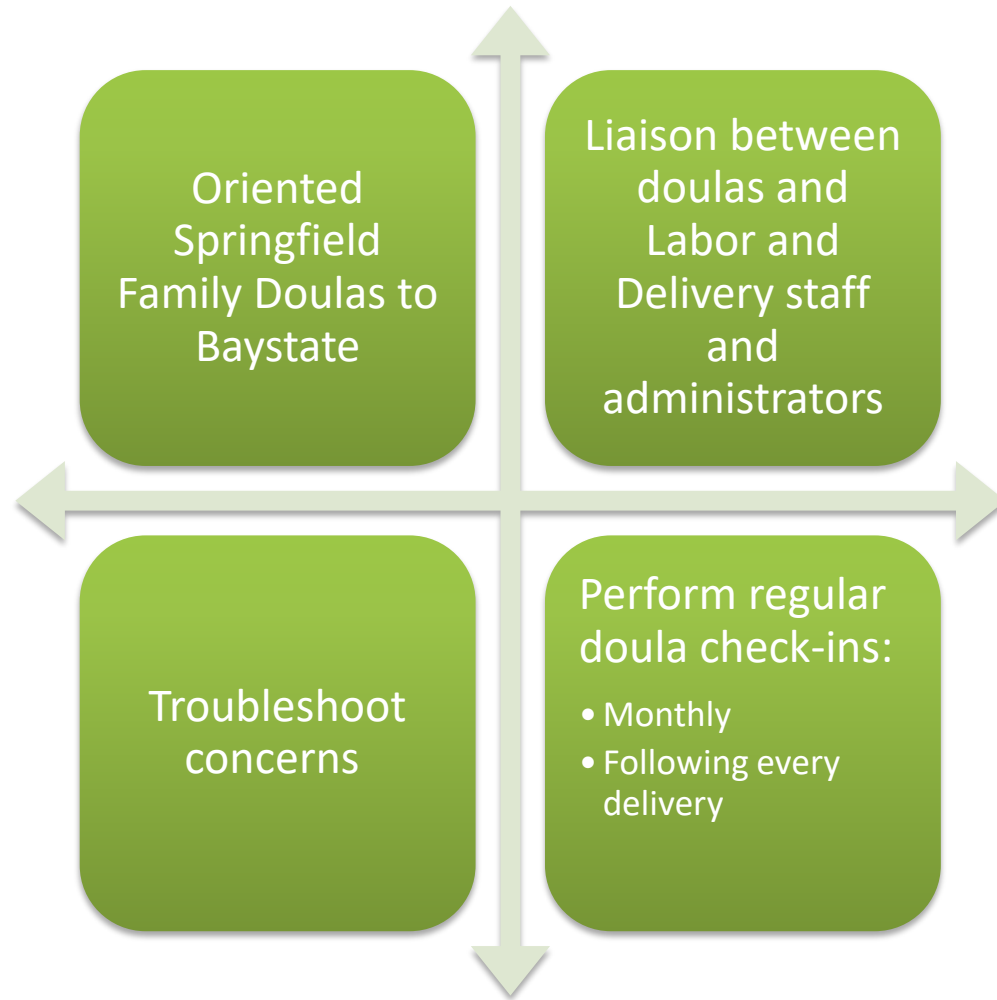 Oriented
Springfield
Family Doulas to
Baystate
Liaison between
doulas and
Labor and
Delivery staff
and
administrators
Troubleshoot
concerns
Perform regular
doula check-ins:
• Monthly
• Following every
delivery